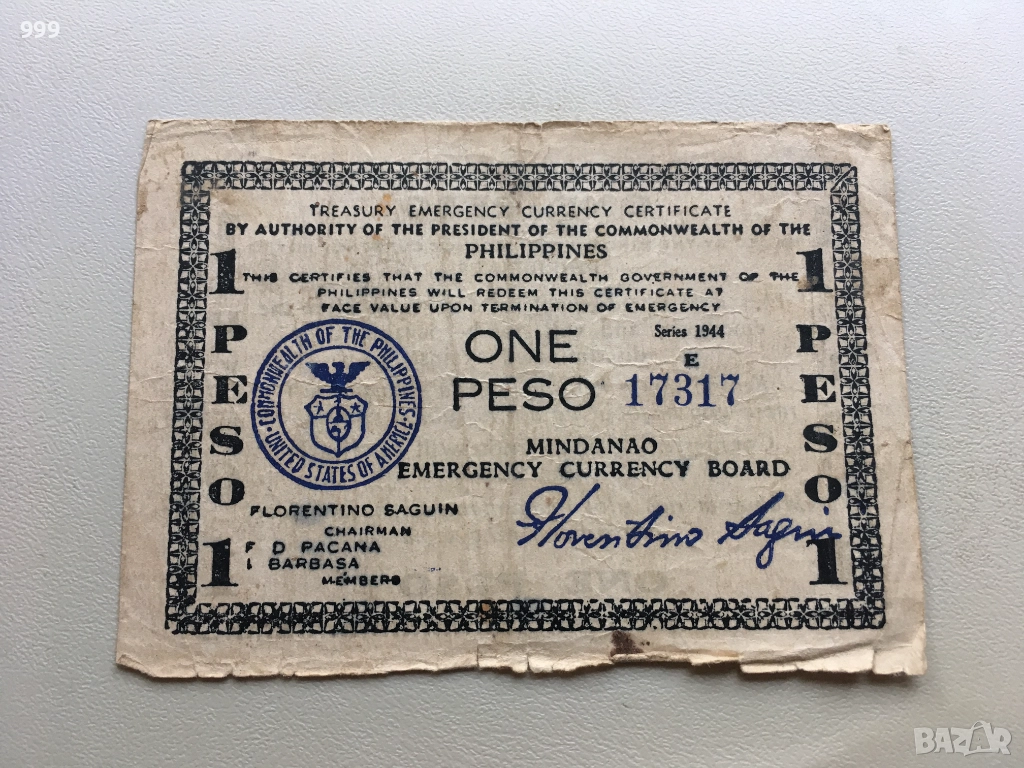 999
TREASURY EMERGENCY CURRENCY CERTIFICATE
BY AUTHORITY OF THE PRESIDENT OF THE COMMONWEALTH OF THE
PHILIPPINES
THIS CERTIFIES THAT THE COMMONWEALTH GOVERNMENT OF THE
PHILIPPINES WILL REDEEM THIS CERTIFICATE AT
FACE VALUE UPON TERMINATION OF EMERGENCY
1 PESO 1
COMMONWEALTH OF THE PHILIPPINES
UNITED STATES OF AMERICA
ONE
PESO
Series 1944
E
17317
1 PESO 1
MINDANAO
EMERGENCY CURRENCY BOARD
FLORENTINO SAGUIN
CHAIRMAN
F D PACANA
BARBASA
MEMBERS
Florentino Saguin
BAZAR